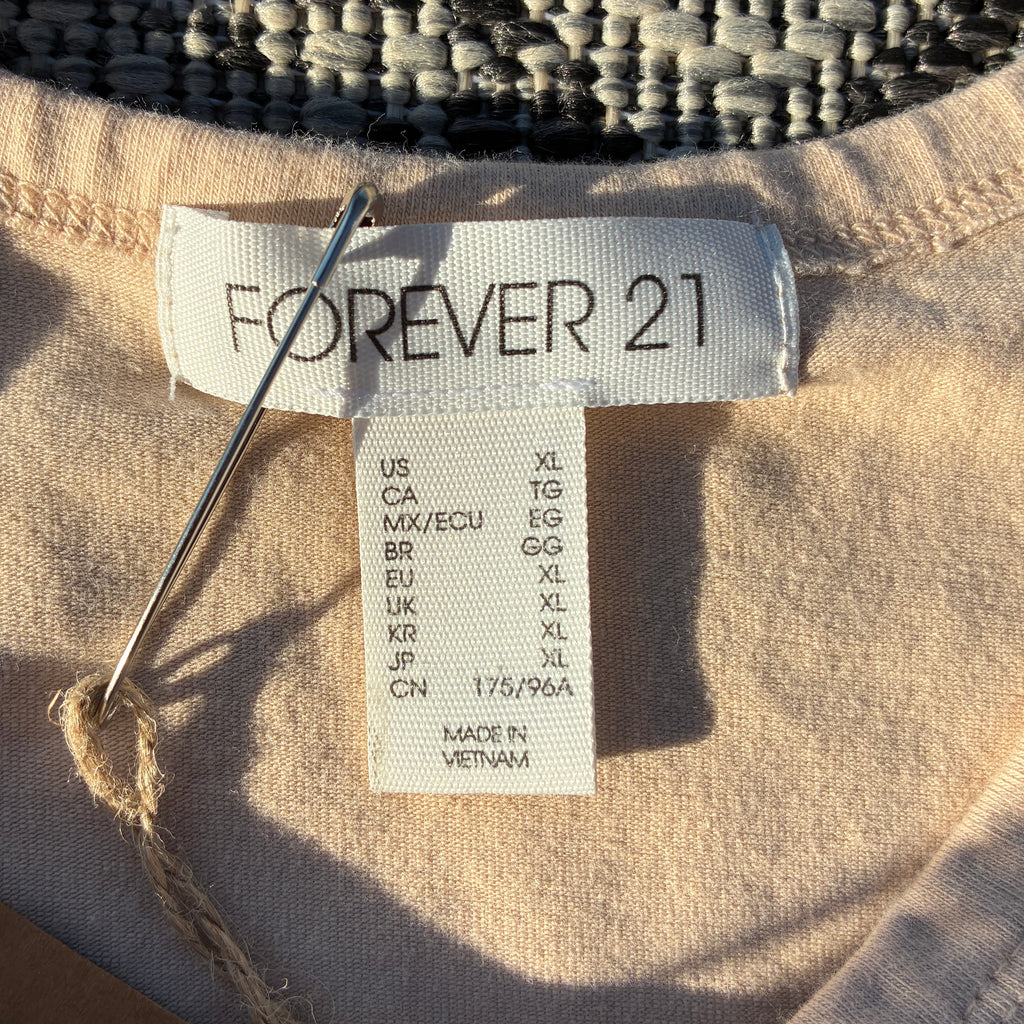 FOREVER 21
US XL
CA TG
MX/ECU EG
BR GG
EU XL
UK XL
KR XL
JP XL
CN 175/96A
MADE IN
VIETNAM